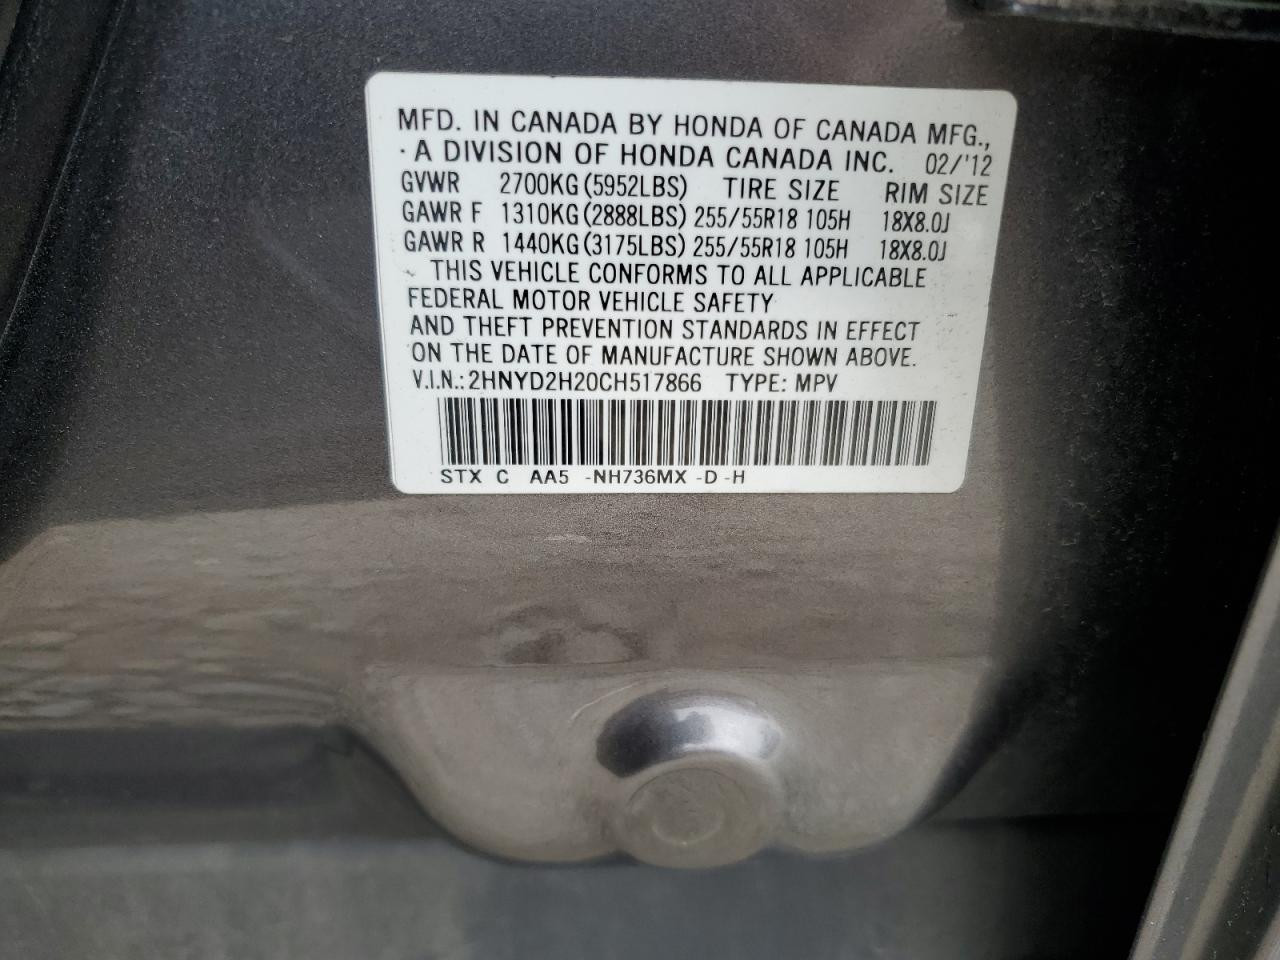 MFD. IN CANADA BY HONDA OF CANADA MFG.,
A DIVISION OF HONDA CANADA INC. 02/'12
GVWR 2700KG(5952LBS) TIRE SIZE RIM SIZE
GAWR F 1310KG(2888LBS) 255/55R18 105H 18X8.0J
GAWR R 1440KG(3175LBS) 255/55R18 105H 18X8.0J
THIS VEHICLE CONFORMS TO ALL APPLICABLE
FEDERAL MOTOR VEHICLE SAFETY
AND THEFT PREVENTION STANDARDS IN EFFECT
ON THE DATE OF MANUFACTURE SHOWN ABOVE.
V.I.N.:2HNYD2H20CH517866 TYPE: MPV
STX C AA5 -NH736MX -D -H